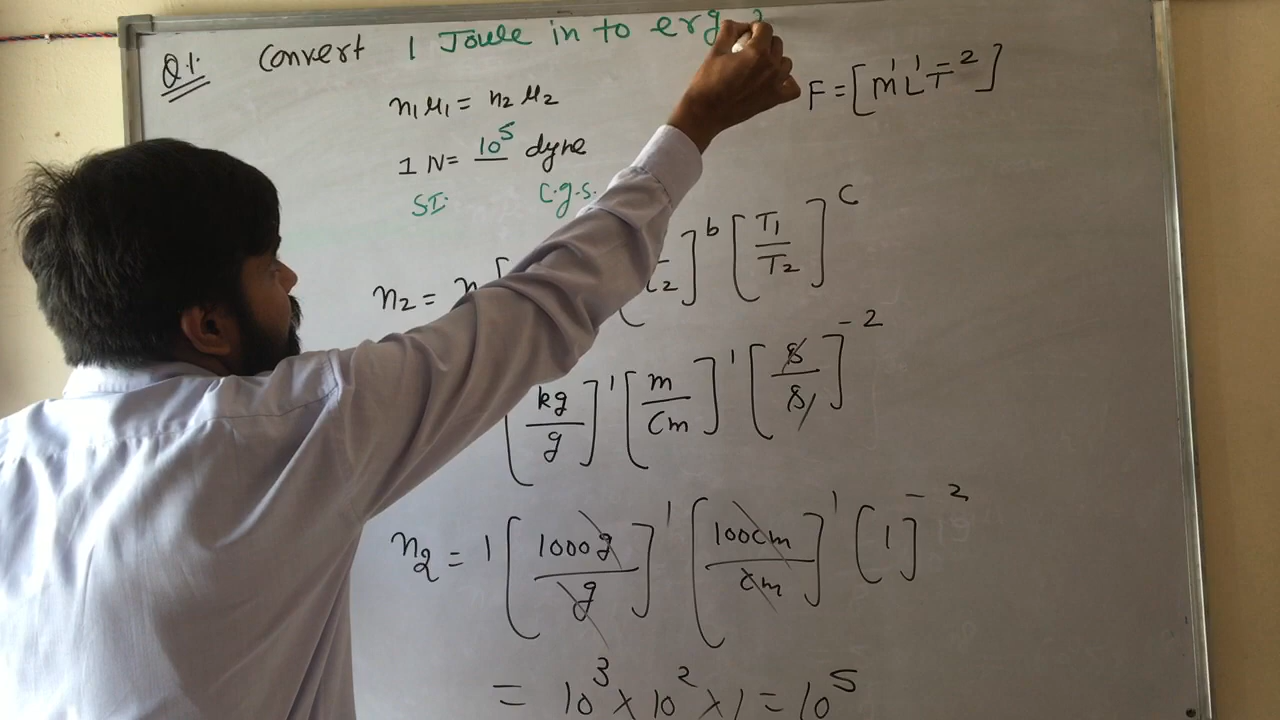 Q1. Convert 1 Joule in to erg ?
n₁u₁ = n₂u₂
F = [M¹L¹T⁻²]
1 N = 10⁵ dyne
SI. C.g.s.
n₂ = n₂]ᵇ [T₁/T₂]ᶜ
[kg/g]¹ [m/cm]¹ [s/s]⁻²
n₂ = 1 [1000g/g]¹ [100cm/cm]¹ [1]⁻²
= 10³ × 10² × 1 = 10⁵